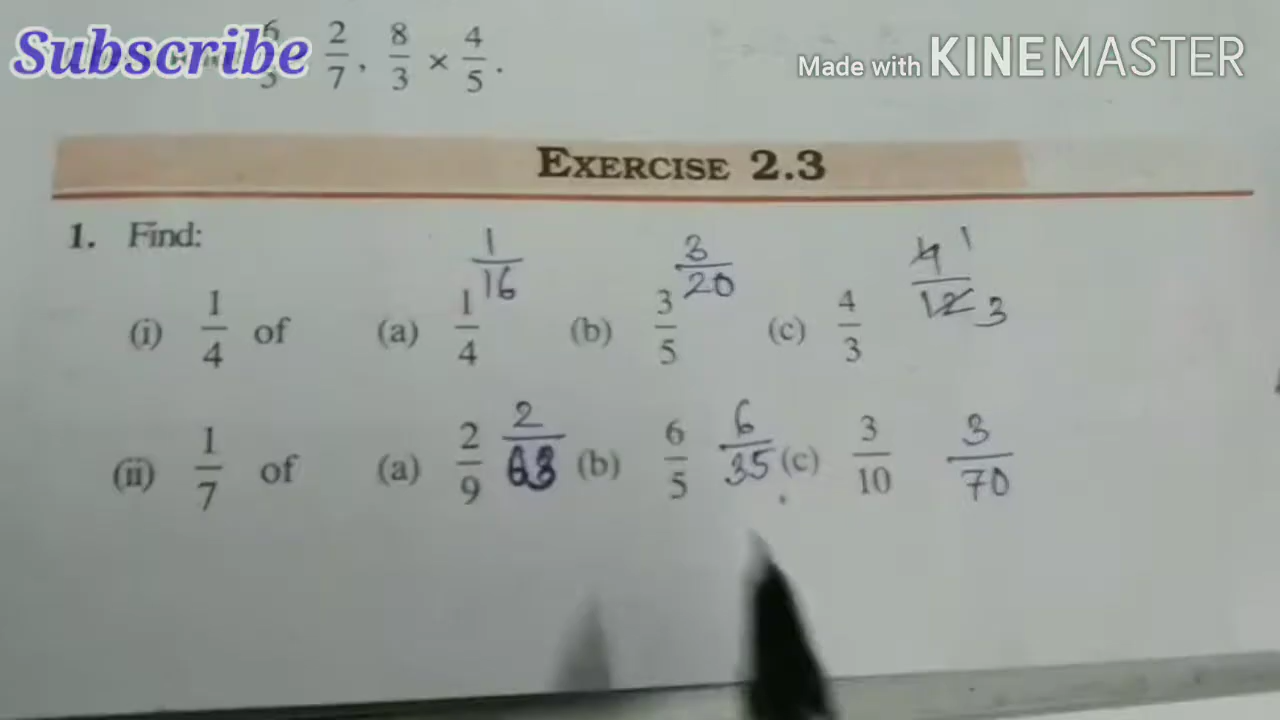 Subscribe 6/3 2/7, 8/3 × 4/5.
Made with KINEMASTER
EXERCISE 2.3
1. Find:
1/16 3/20 4 1/12 3
(i) 1/4 of (a) 1/4 (b) 3/5 (c) 4/3
(ii) 1/7 of (a) 2/9 2/63 (b) 6/5 6/35 (c) 3/10 3/70